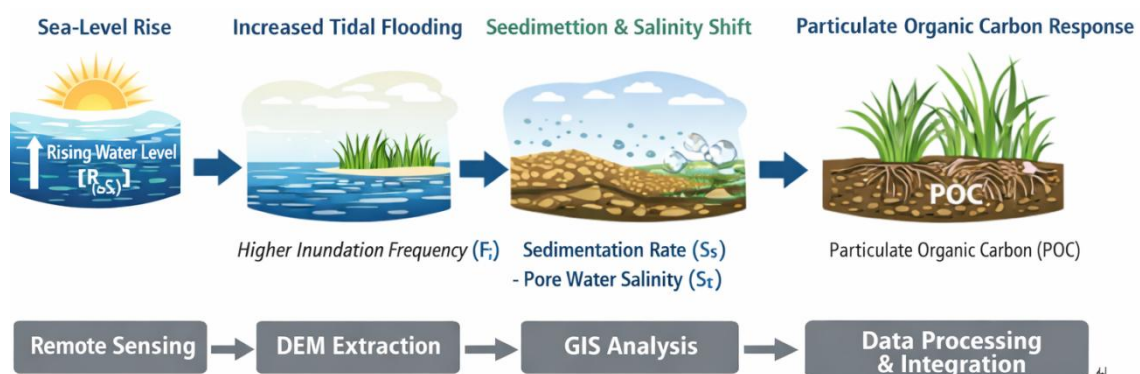 Sea-Level Rise
Increased Tidal Flooding
Seedimettion & Salinity Shift
Particulate Organic Carbon Response
Rising Water Level
Higher Inundation Frequency (Fᵢ)
Sedimentation Rate (Sₛ)
- Pore Water Salinity (Sₜ)
POC
Particulate Organic Carbon (POC)
Remote Sensing
DEM Extraction
GIS Analysis
Data Processing
& Integration